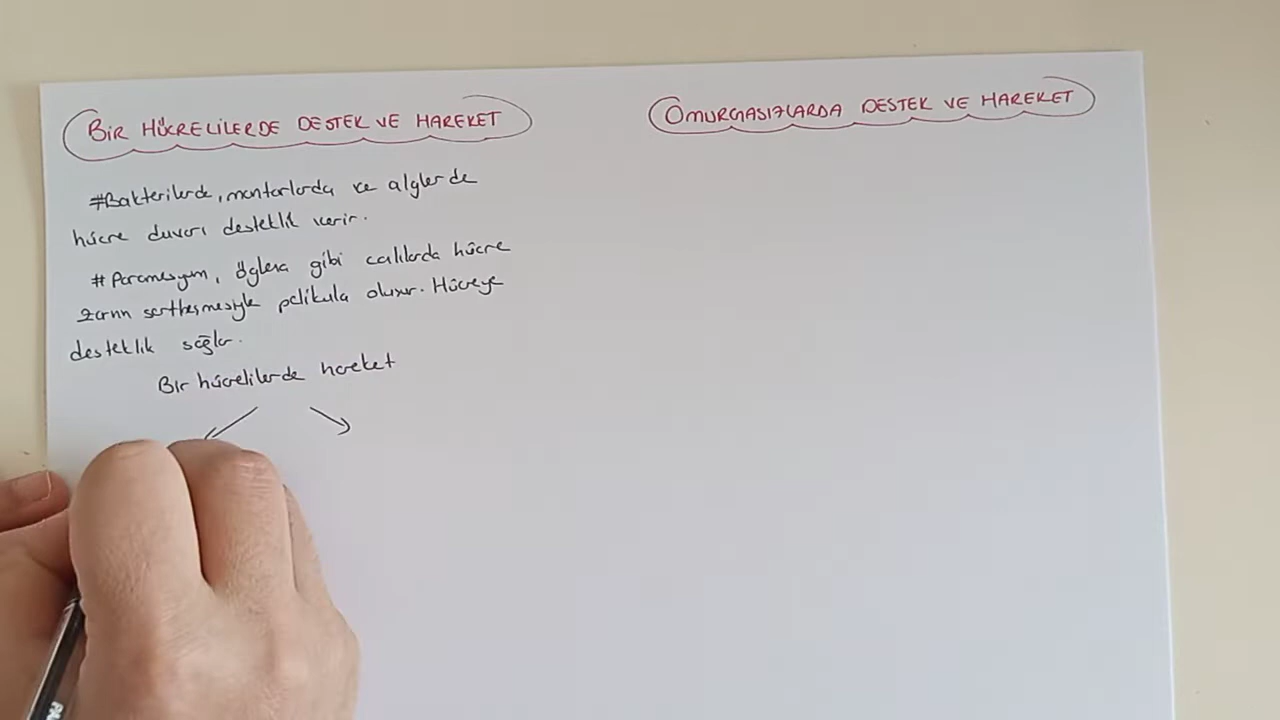 BİR HÜCRELİLERDE DESTEK VE HAREKET
#Bakterilerde, mantarlarda ve alglerde
hücre duvarı desteklik verir.
#Paramesyum, öglena gibi canlılarda hücre
zarının sertleşmesiyle pelikula oluşur. Hücreye
desteklik sağlar.
Bir hücrelilerde hareket
OMURGASIZLARDA DESTEK VE HAREKET